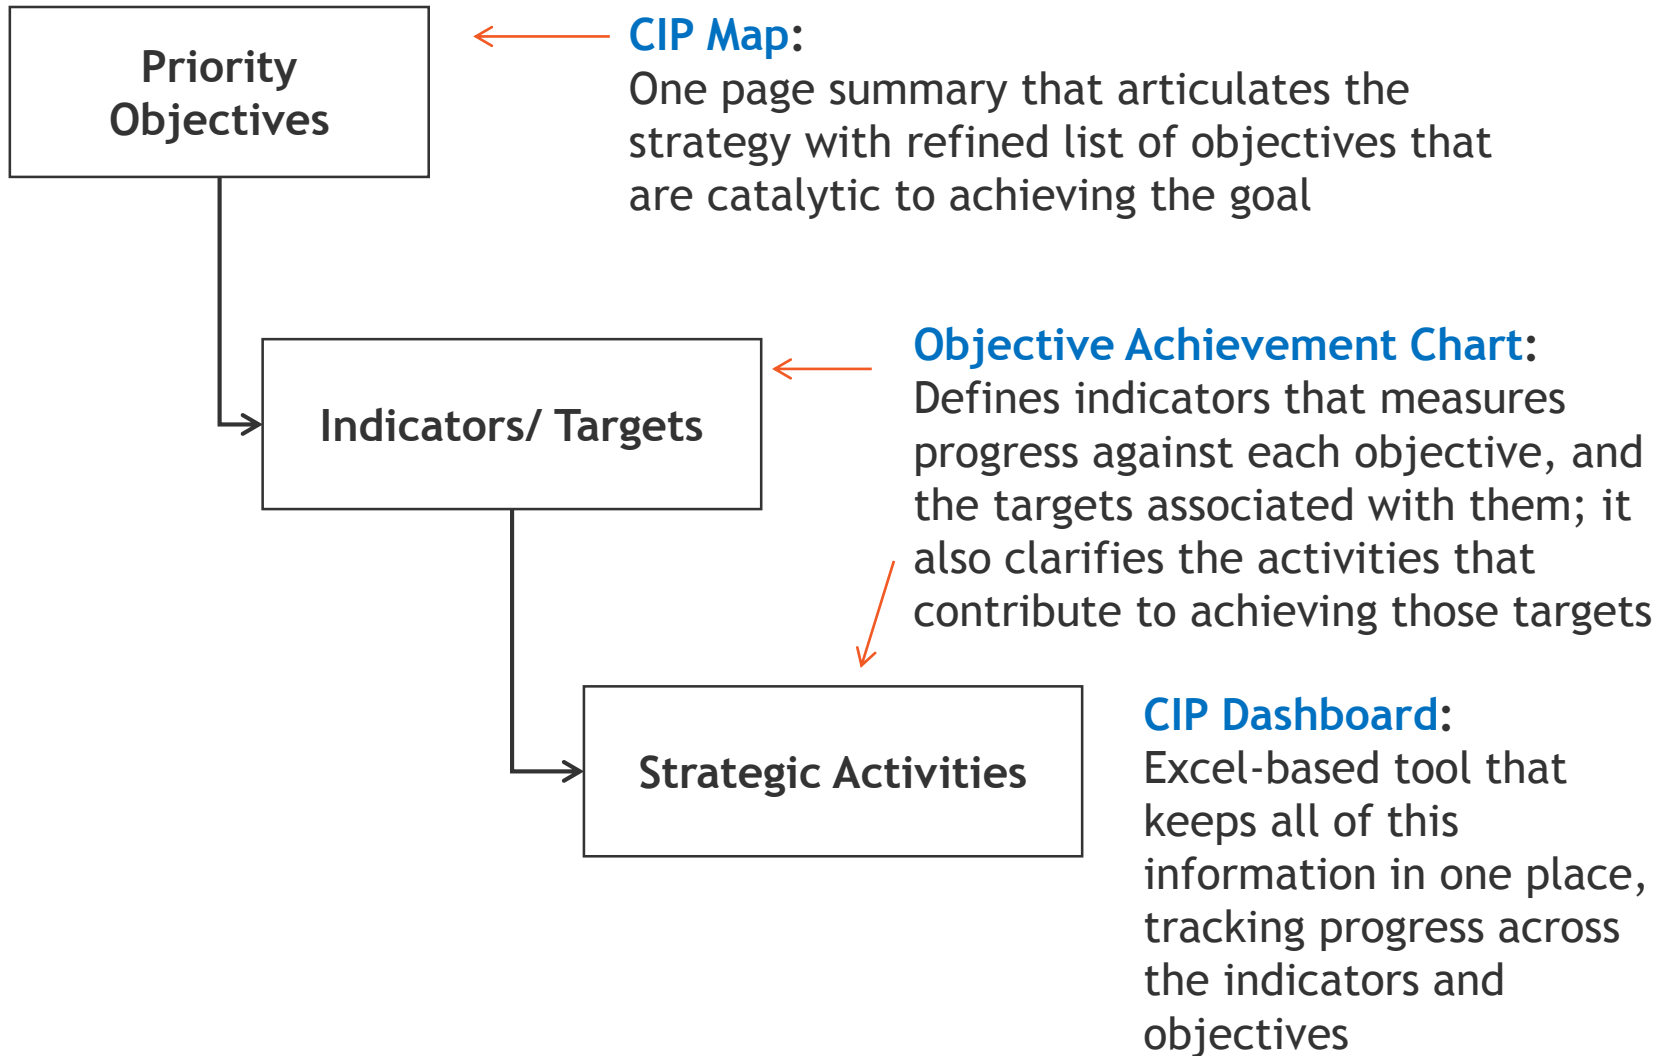 Priority
Objectives
CIP Map:
One page summary that articulates the
strategy with refined list of objectives that
are catalytic to achieving the goal
Indicators/ Targets
Objective Achievement Chart:
Defines indicators that measures
progress against each objective, and
the targets associated with them; it
also clarifies the activities that
contribute to achieving those targets
Strategic Activities
CIP Dashboard:
Excel-based tool that
keeps all of this
information in one place,
tracking progress across
the indicators and
objectives